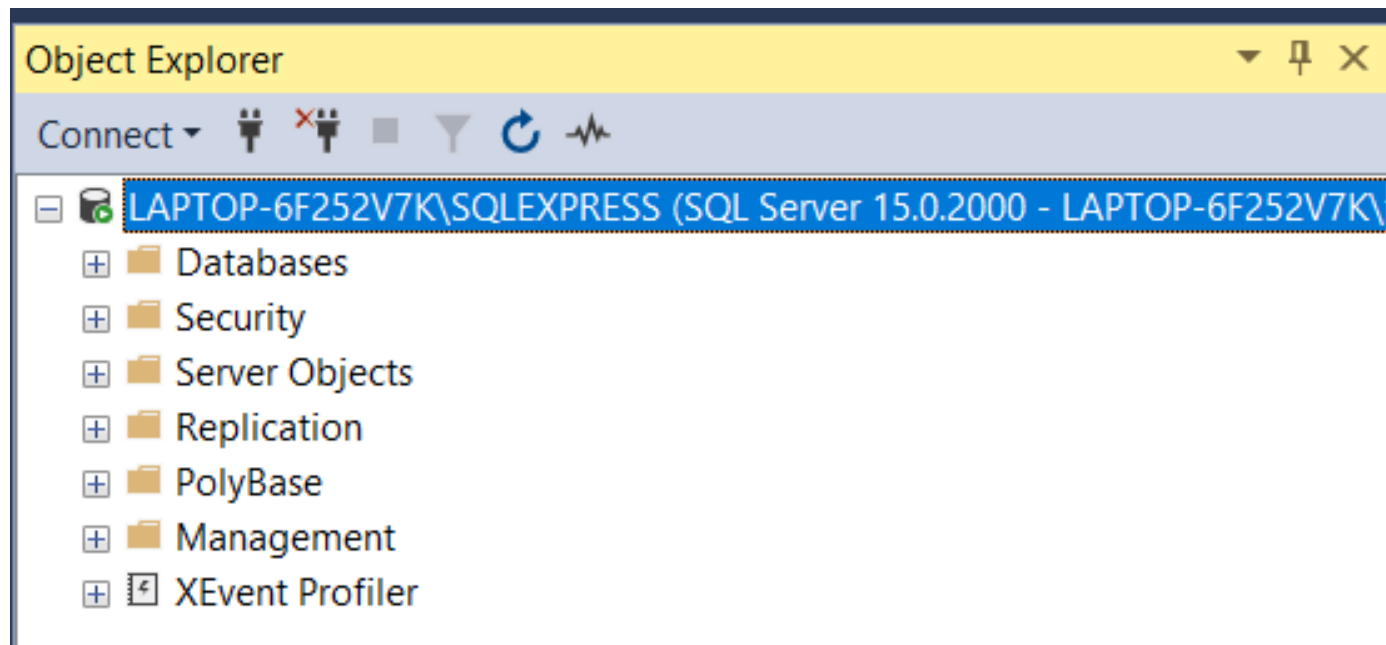 Object Explorer
Connect
LAPTOP-6F252V7K\SQLEXPRESS (SQL Server 15.0.2000 - LAPTOP-6F252V7K\
Databases
Security
Server Objects
Replication
PolyBase
Management
XEvent Profiler